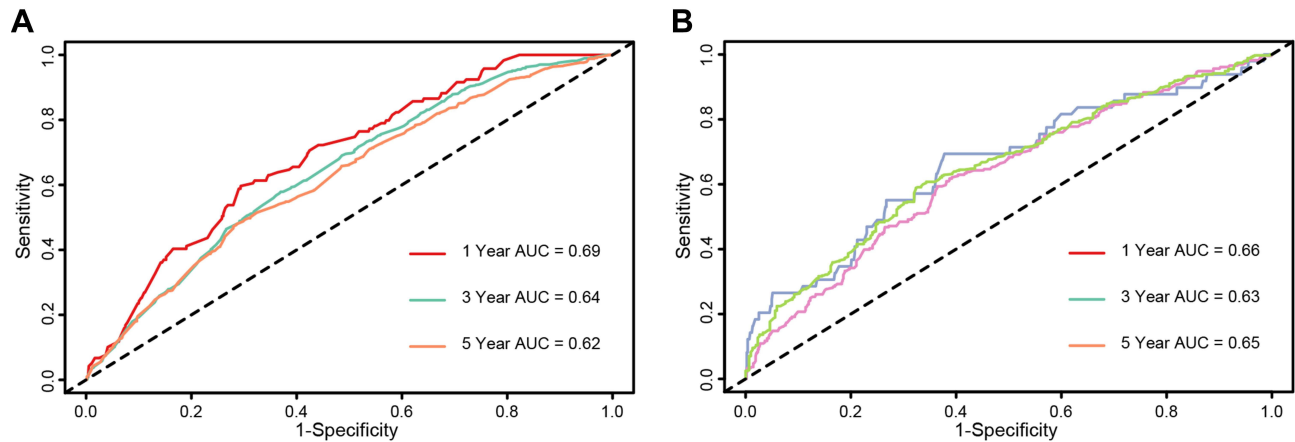 A
Sensitivity
1.0
0.8
0.6
0.4
0.2
0.0
1 Year AUC = 0.69
3 Year AUC = 0.64
5 Year AUC = 0.62
0.0 0.2 0.4 0.6 0.8 1.0
1-Specificity
B
Sensitivity
1.0
0.8
0.6
0.4
0.2
0.0
1 Year AUC = 0.66
3 Year AUC = 0.63
5 Year AUC = 0.65
0.0 0.2 0.4 0.6 0.8 1.0
1-Specificity